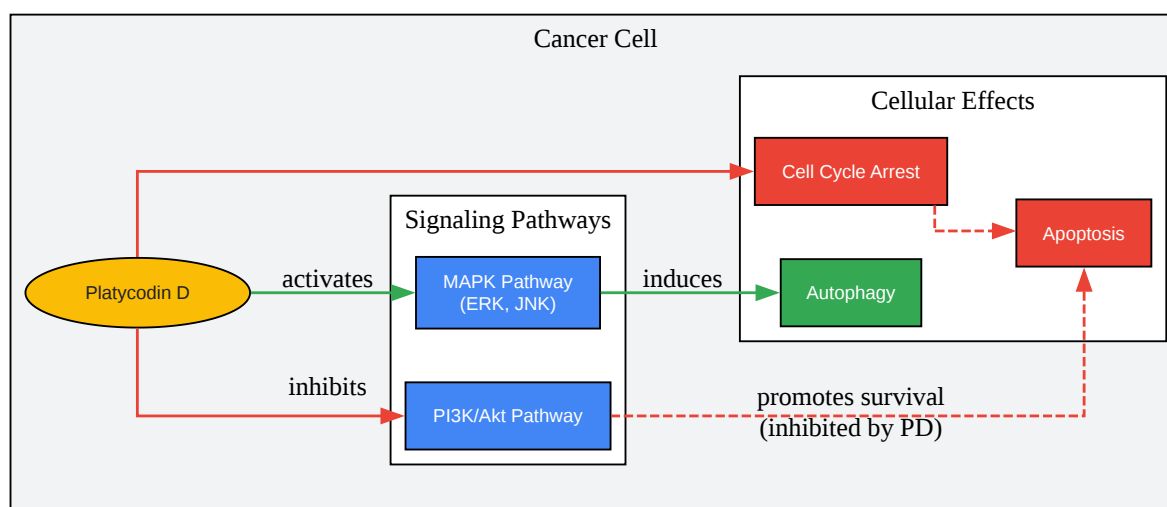 Cancer Cell
Cellular Effects
Cell Cycle Arrest
Signaling Pathways
Apoptosis
Platycodin D
activates
MAPK Pathway
(ERK, JNK)
induces
Autophagy
inhibits
PI3K/Akt Pathway
promotes survival
(inhibited by PD)